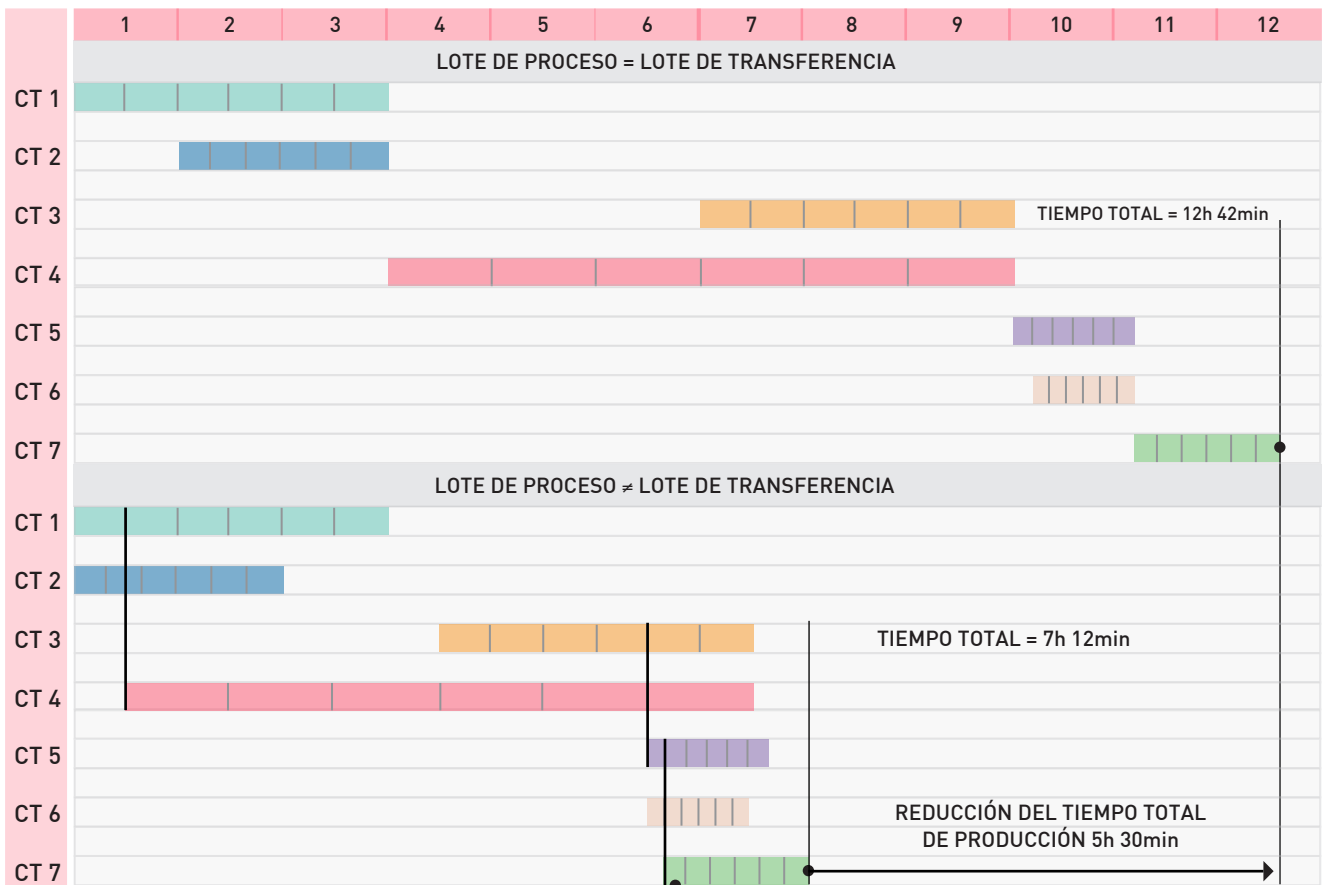 1 2 3 4 5 6 7 8 9 10 11 12
LOTE DE PROCESO = LOTE DE TRANSFERENCIA
CT 1
CT 2
CT 3 TIEMPO TOTAL = 12h 42min
CT 4
CT 5
CT 6
CT 7
LOTE DE PROCESO ≠ LOTE DE TRANSFERENCIA
CT 1
CT 2
CT 3 TIEMPO TOTAL = 7h 12min
CT 4
CT 5
CT 6 REDUCCIÓN DEL TIEMPO TOTAL
DE PRODUCCIÓN 5h 30min
CT 7